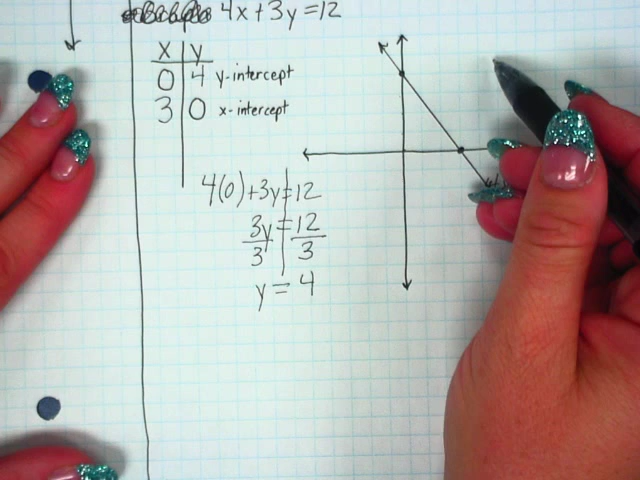 4x+3y=12
x y
0 4 y-intercept
3 0 x-intercept
4(0)+3y=12
3y=12
3 3
y=4